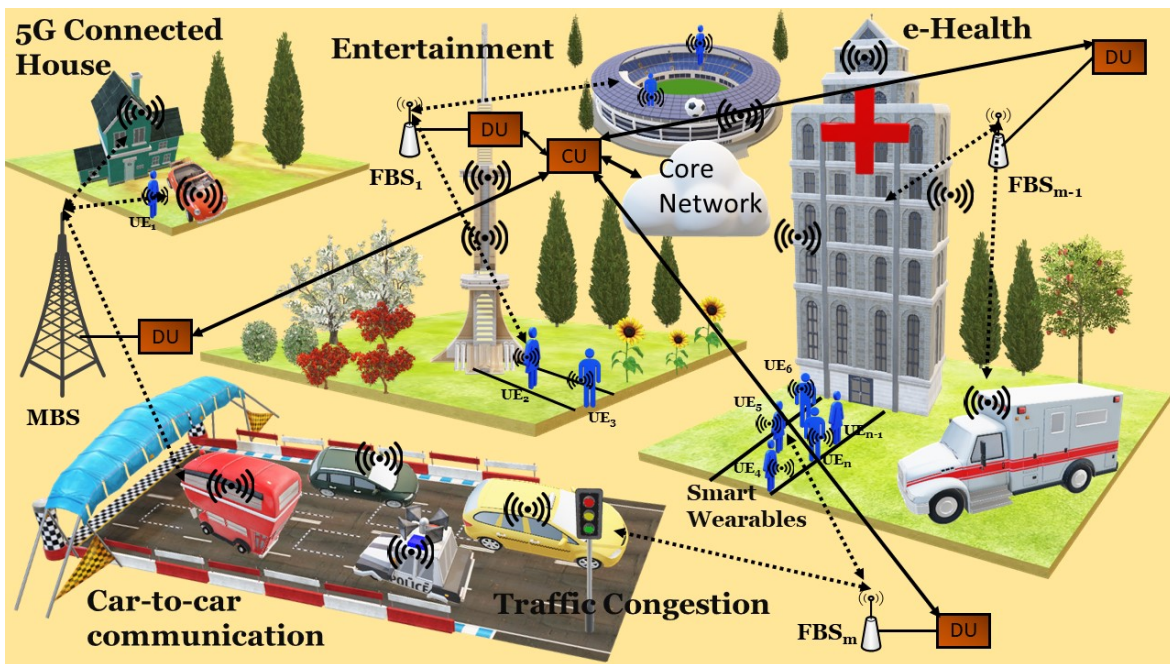 5G Connected
House
Entertainment
e-Health
DU
DU
CU
FBS1
Core
Network
FBSm-1
UE1
DU
MBS
UE2
UE3
UE6
UE5
UEn-1
UE4
UEn
Smart
Wearables
POLICE
Car-to-car
communication
Traffic Congestion
FBSm
DU